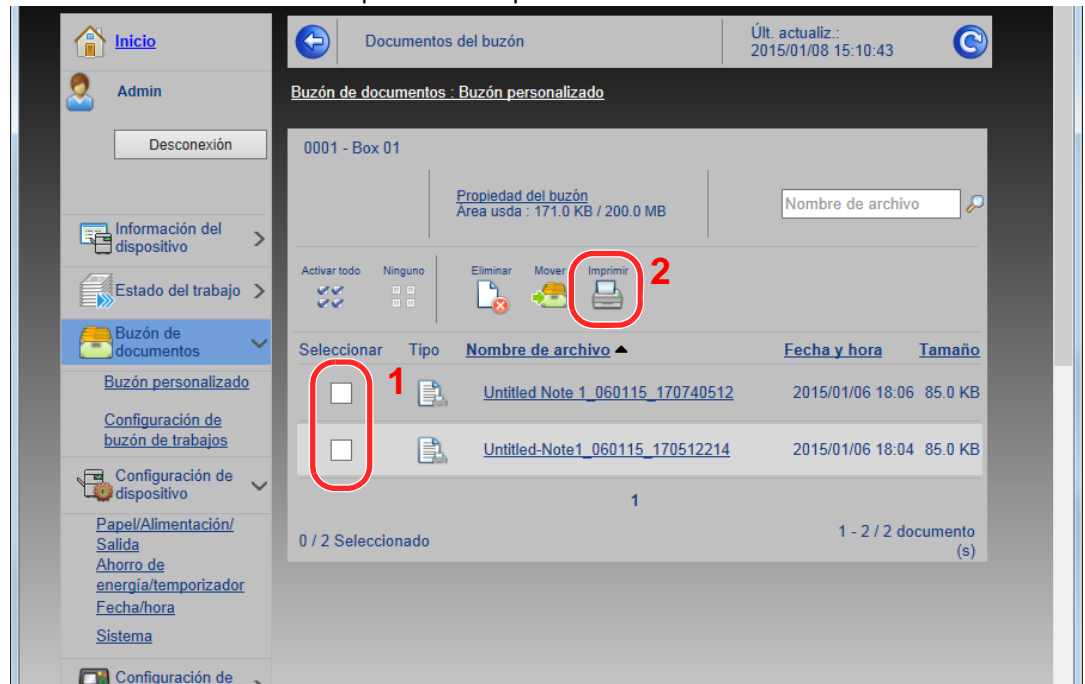 Inicio
Admin
Desconexión
Información del
dispositivo
Estado del trabajo
Buzón de
documentos
Buzón personalizado
Configuración de
buzón de trabajos
Configuración de
dispositivo
Papel/Alimentación/
Salida
Ahorro de
energía/temporizador
Fecha/hora
Sistema
Configuración de
Documentos del buzón
Últ. actualiz.:
2015/01/08 15:10:43
Buzón de documentos : Buzón personalizado
0001 - Box 01
Propiedad del buzón
Área usda : 171.0 KB / 200.0 MB
Nombre de archivo
Activar todo Ninguno Eliminar Mover Imprimir 2
Seleccionar Tipo Nombre de archivo Fecha y hora Tamaño
1 Untitled Note 1_060115_170740512 2015/01/06 18:06 85.0 KB
Untitled-Note1_060115_170512214 2015/01/06 18:04 85.0 KB
1
0 / 2 Seleccionado
1 - 2 / 2 documento
(s)